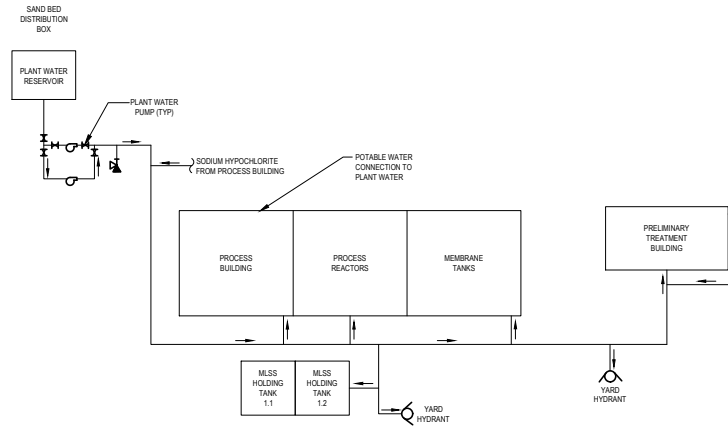 SAND BED
DISTRIBUTION
BOX
PLANT WATER
RESERVOIR
PLANT WATER
PUMP (TYP)
SODIUM HYPOCHLORITE
FROM PROCESS BUILDING
POTABLE WATER
CONNECTION TO
PLANT WATER
PROCESS
BUILDING
PROCESS
REACTORS
MEMBRANE
TANKS
PRELIMINARY
TREATMENT
BUILDING
MLSS
HOLDING
TANK
1.1
MLSS
HOLDING
TANK
1.2
YARD
HYDRANT
YARD
HYDRANT